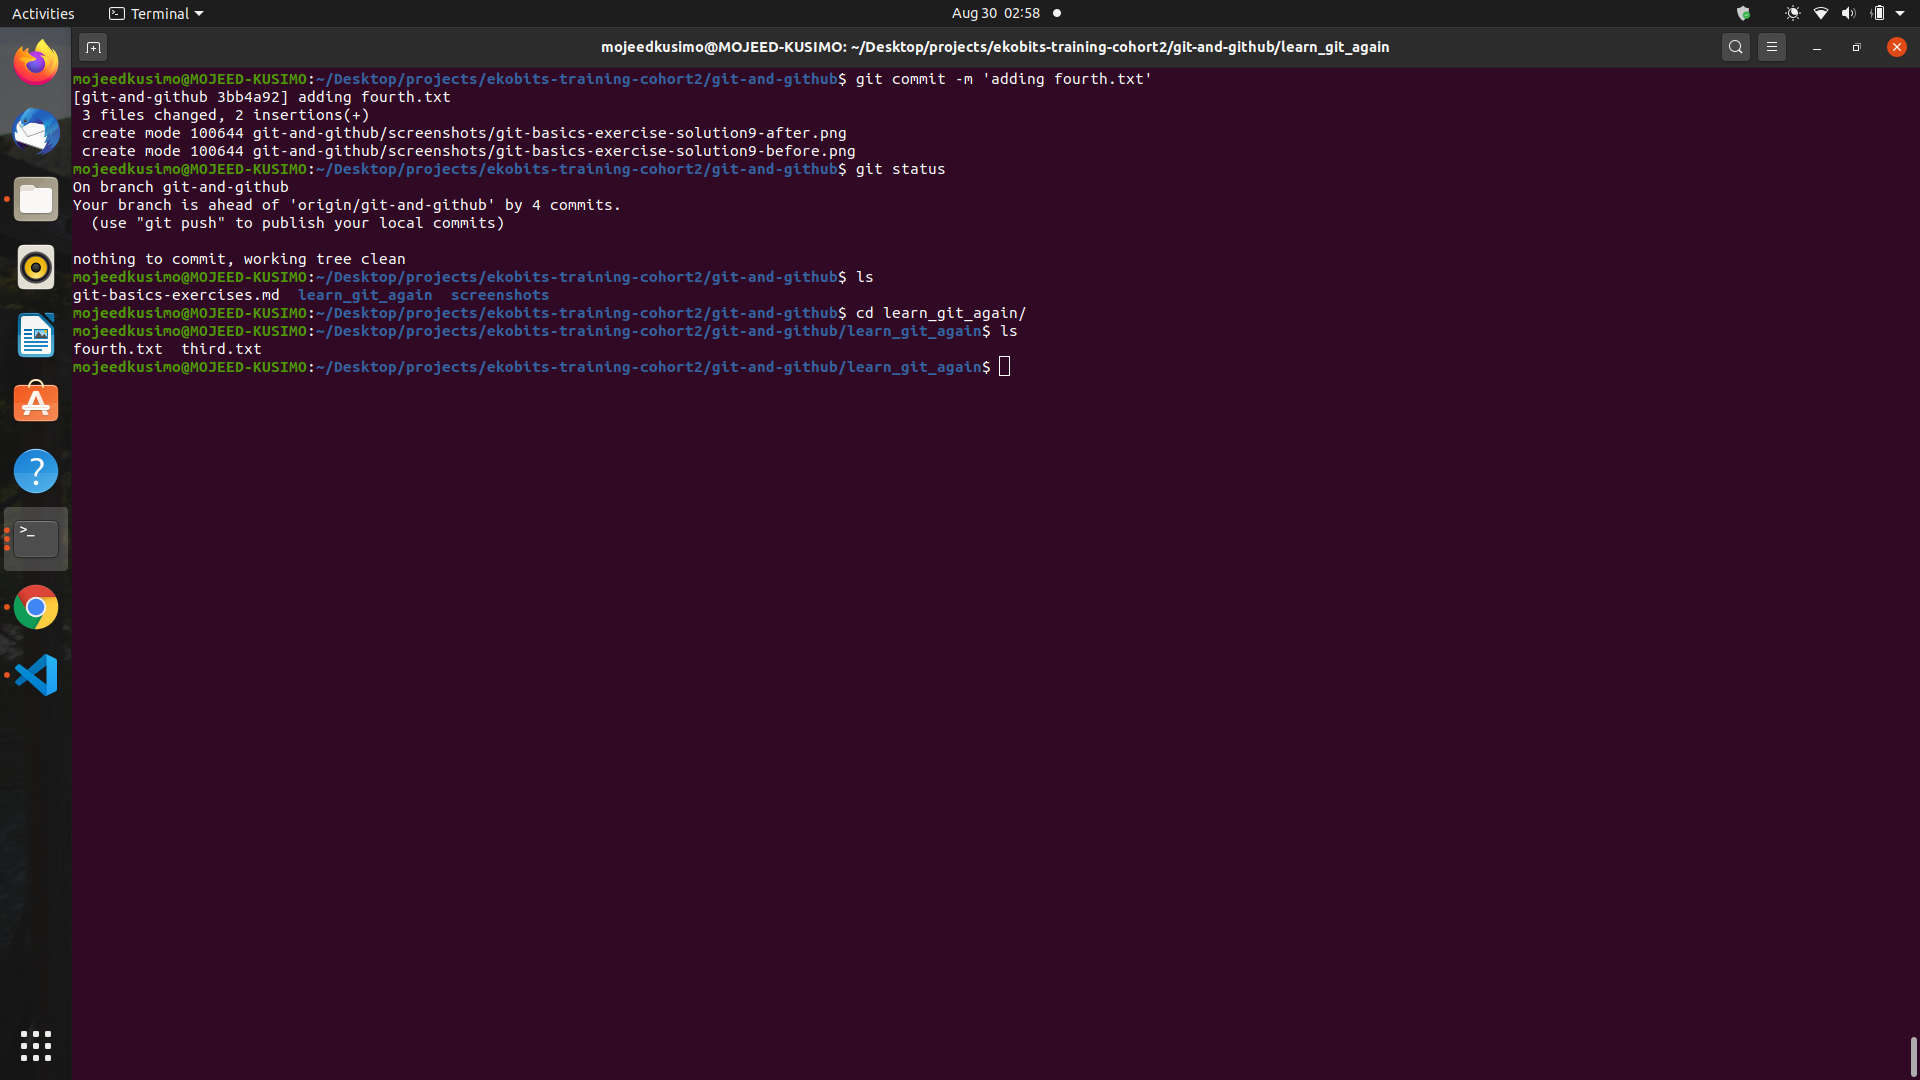 Activities
Terminal
Aug 30 02:58
mojeedkusimo@MOJEED-KUSIMO: ~/Desktop/projects/ekobits-training-cohort2/git-and-github/learn_git_again
mojeedkusimo@MOJEED-KUSIMO:~/Desktop/projects/ekobits-training-cohort2/git-and-github$ git commit -m 'adding fourth.txt'
[git-and-github 3bb4a92] adding fourth.txt
 3 files changed, 2 insertions(+)
 create mode 100644 git-and-github/screenshots/git-basics-exercise-solution9-after.png
 create mode 100644 git-and-github/screenshots/git-basics-exercise-solution9-before.png
mojeedkusimo@MOJEED-KUSIMO:~/Desktop/projects/ekobits-training-cohort2/git-and-github$ git status
On branch git-and-github
Your branch is ahead of 'origin/git-and-github' by 4 commits.
  (use "git push" to publish your local commits)

nothing to commit, working tree clean
mojeedkusimo@MOJEED-KUSIMO:~/Desktop/projects/ekobits-training-cohort2/git-and-github$ ls
git-basics-exercises.md  learn_git_again  screenshots
mojeedkusimo@MOJEED-KUSIMO:~/Desktop/projects/ekobits-training-cohort2/git-and-github$ cd learn_git_again/
mojeedkusimo@MOJEED-KUSIMO:~/Desktop/projects/ekobits-training-cohort2/git-and-github/learn_git_again$ ls
fourth.txt  third.txt
mojeedkusimo@MOJEED-KUSIMO:~/Desktop/projects/ekobits-training-cohort2/git-and-github/learn_git_again$